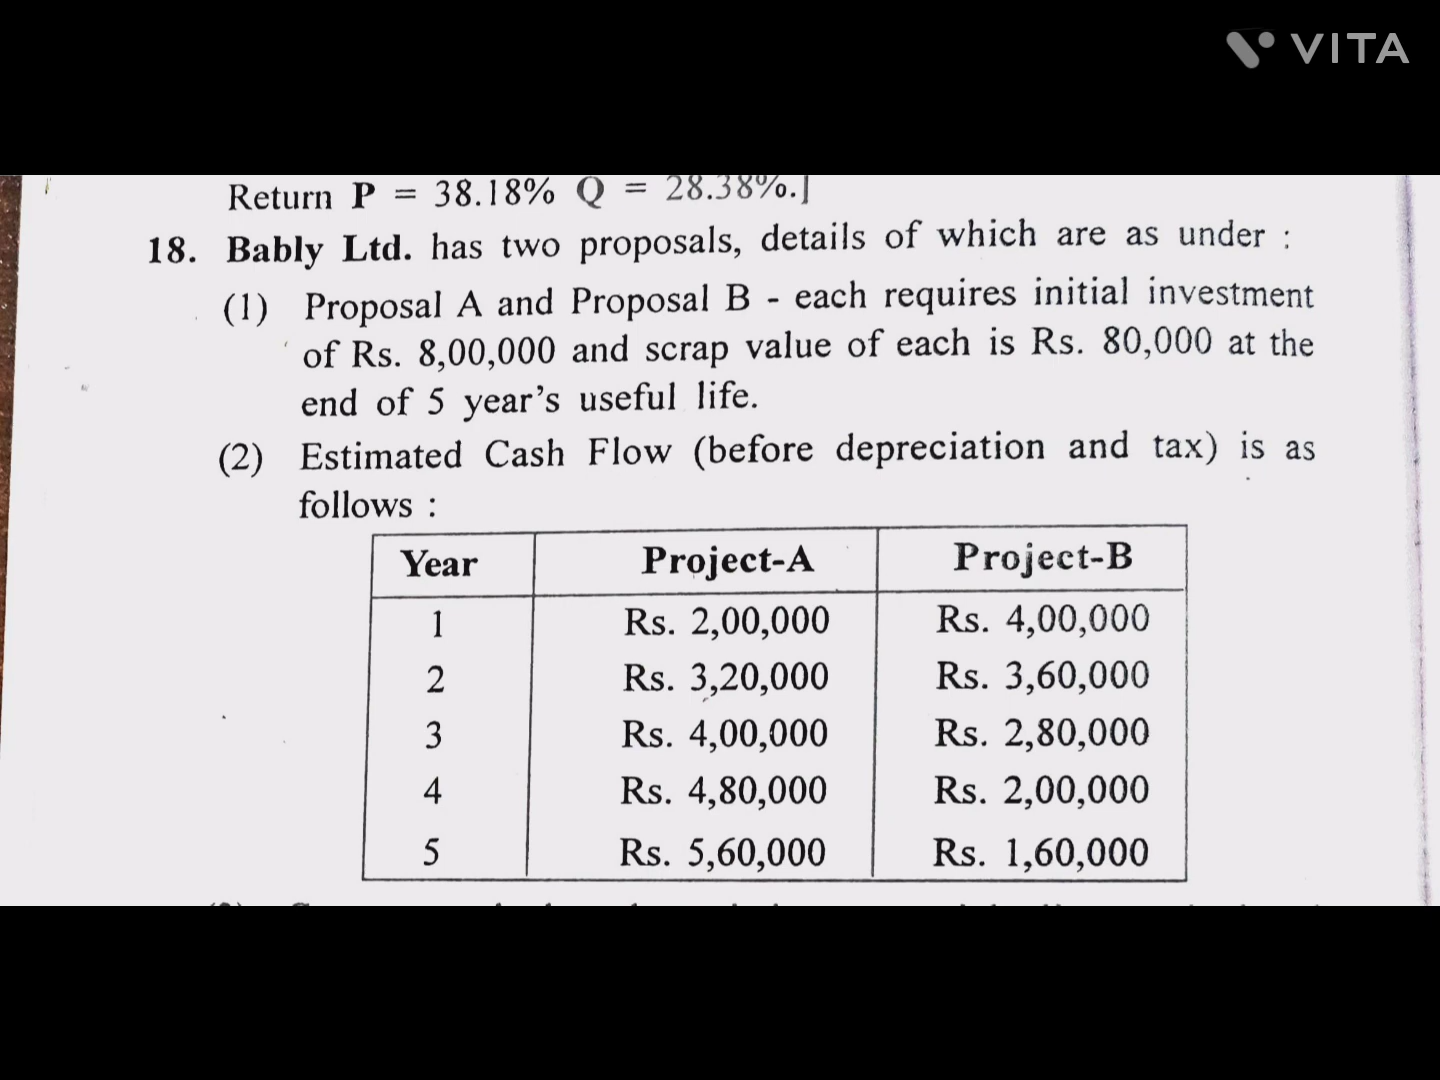 VITA
Return P = 38.18% Q = 28.38%.]
18. Bably Ltd. has two proposals, details of which are as under :
(1) Proposal A and Proposal B - each requires initial investment
of Rs. 8,00,000 and scrap value of each is Rs. 80,000 at the
end of 5 year's useful life.
(2) Estimated Cash Flow (before depreciation and tax) is as
follows :
Year Project-A Project-B
1 Rs. 2,00,000 Rs. 4,00,000
2 Rs. 3,20,000 Rs. 3,60,000
3 Rs. 4,00,000 Rs. 2,80,000
4 Rs. 4,80,000 Rs. 2,00,000
5 Rs. 5,60,000 Rs. 1,60,000